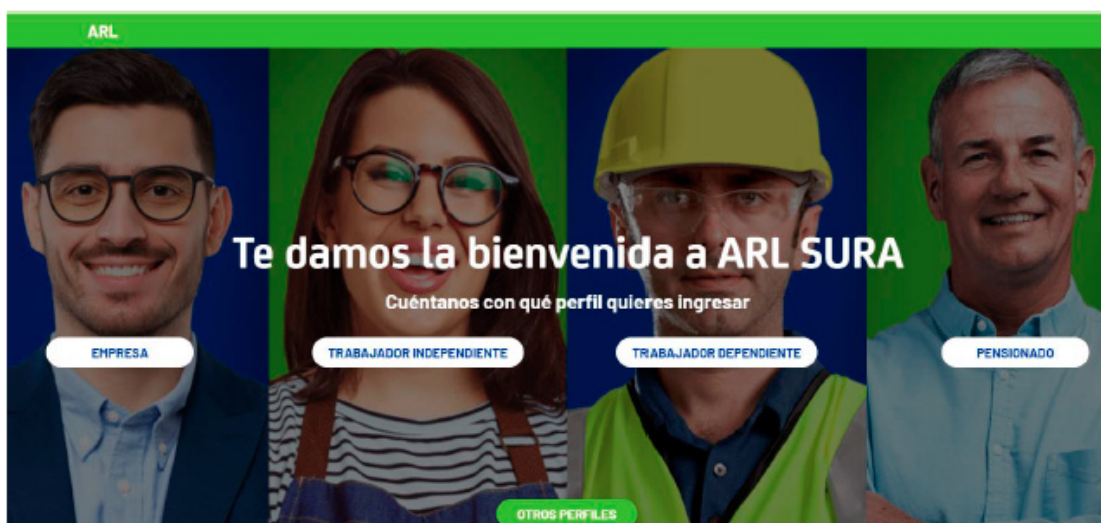 ARL
Te damos la bienvenida a ARL SURA
Cuéntanos con qué perfil quieres ingresar
EMPRESA
TRABAJADOR INDEPENDIENTE
TRABAJADOR DEPENDIENTE
PENSIONADO
OTROS PERFILES